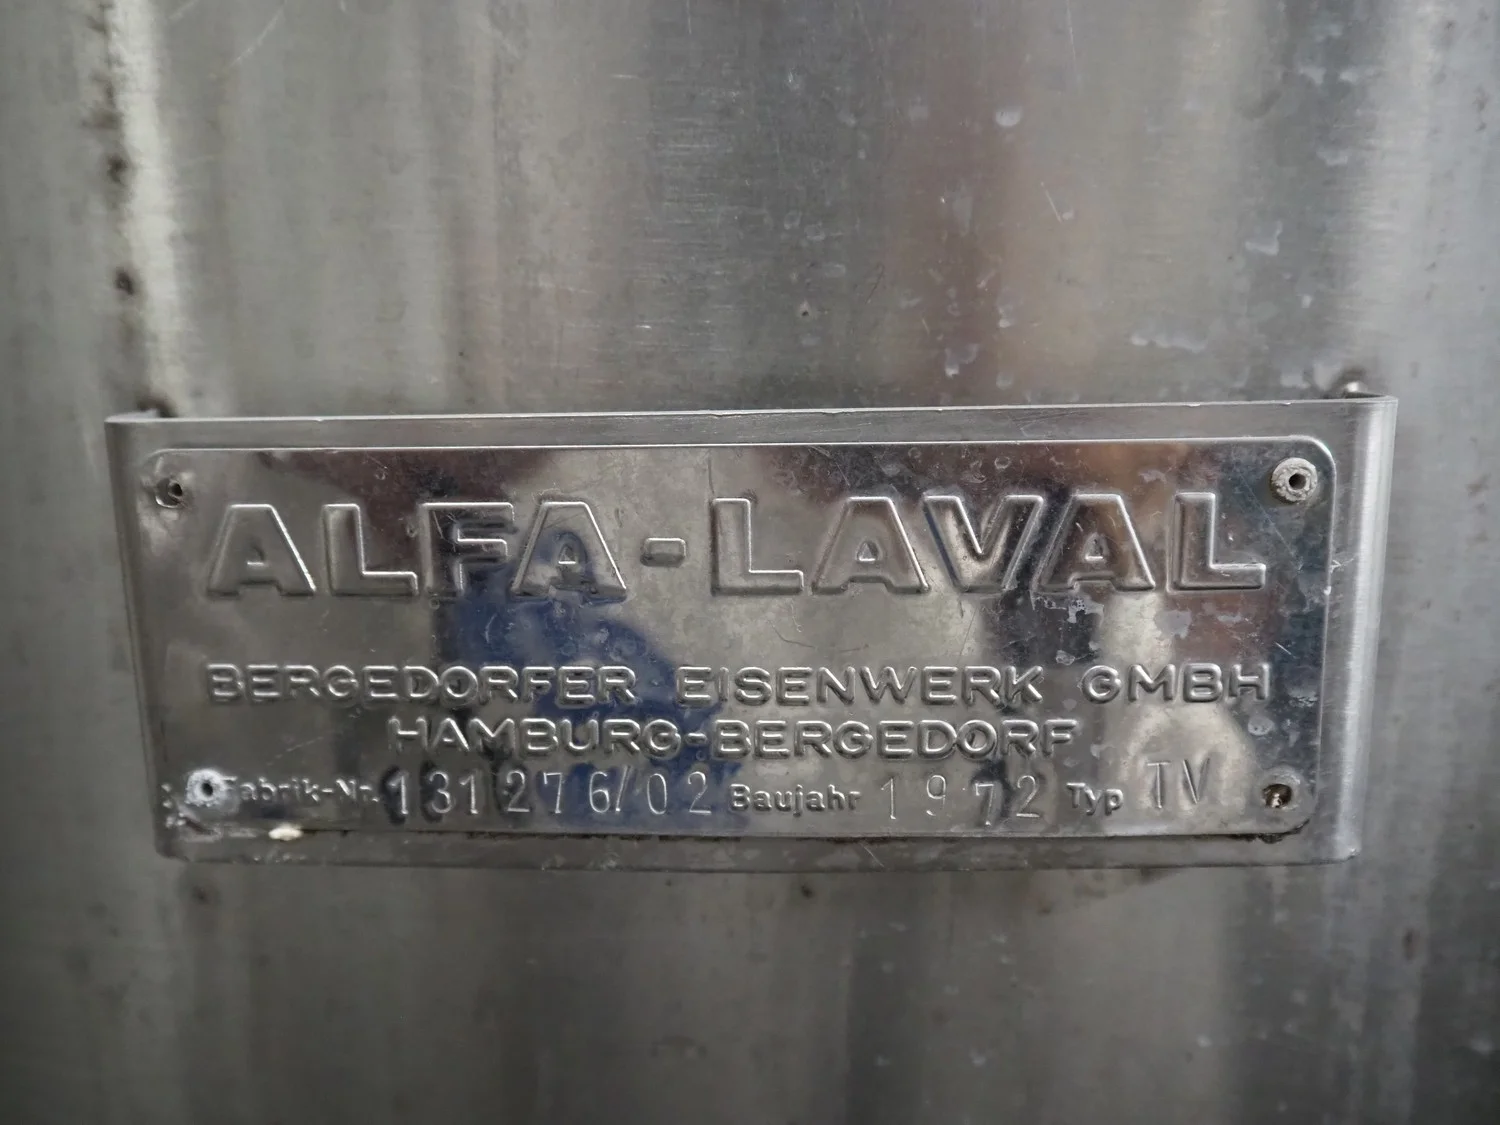 ALFA-LAVAL
BERGEDORFER EISENWERK GMBH
HAMBURG-BERGEDORF
Fabrik-Nr. 131276/02 Baujahr 1972 Typ TV